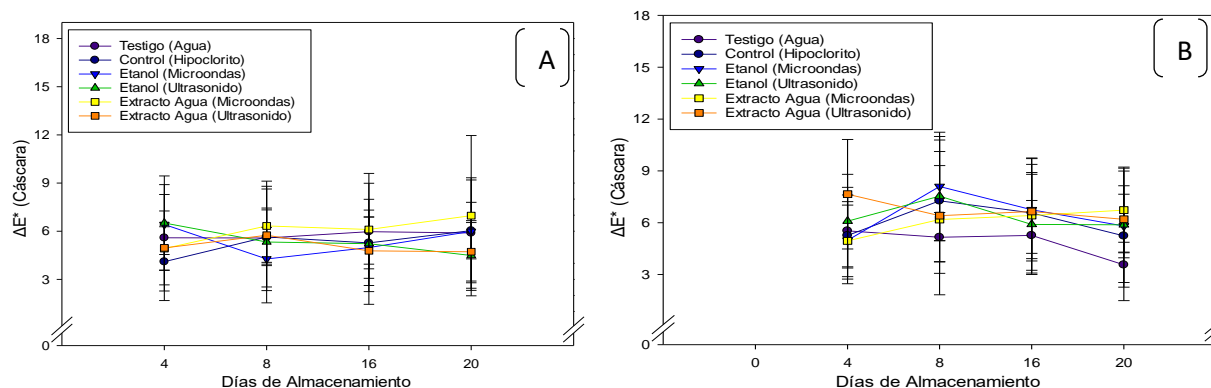 18
15
12
9
6
3
0
ΔE* (Cáscara)
Testigo (Agua)
Control (Hipoclorito)
Etanol (Microondas)
Etanol (Ultrasonido)
Extracto Agua (Microondas)
Extracto Agua (Ultrasonido)
A
4 8 16 20
Días de Almacenamiento
18
15
12
9
6
3
0
ΔE* (Cáscara)
Testigo (Agua)
Control (Hipoclorito)
Etanol (Microondas)
Etanol (Ultrasonido)
Extracto Agua (Microondas)
Extracto Agua (Ultrasonido)
B
0 4 8 16 20
Días de Almacenamiento